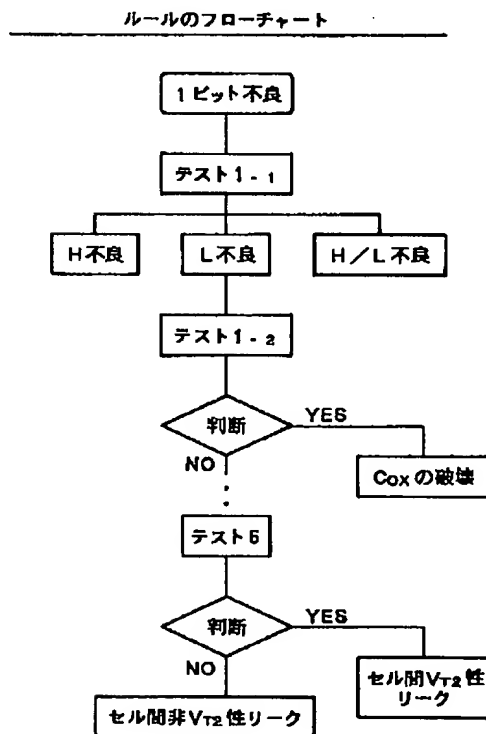 ルールのフローチャート
1ビット不良
テスト1-1
H不良
L不良
H/L不良
テスト1-2
判断
YES
NO
Coxの破壊
テスト5
判断
YES
NO
セル間VT2性
リーク
セル間非VT2性リーク